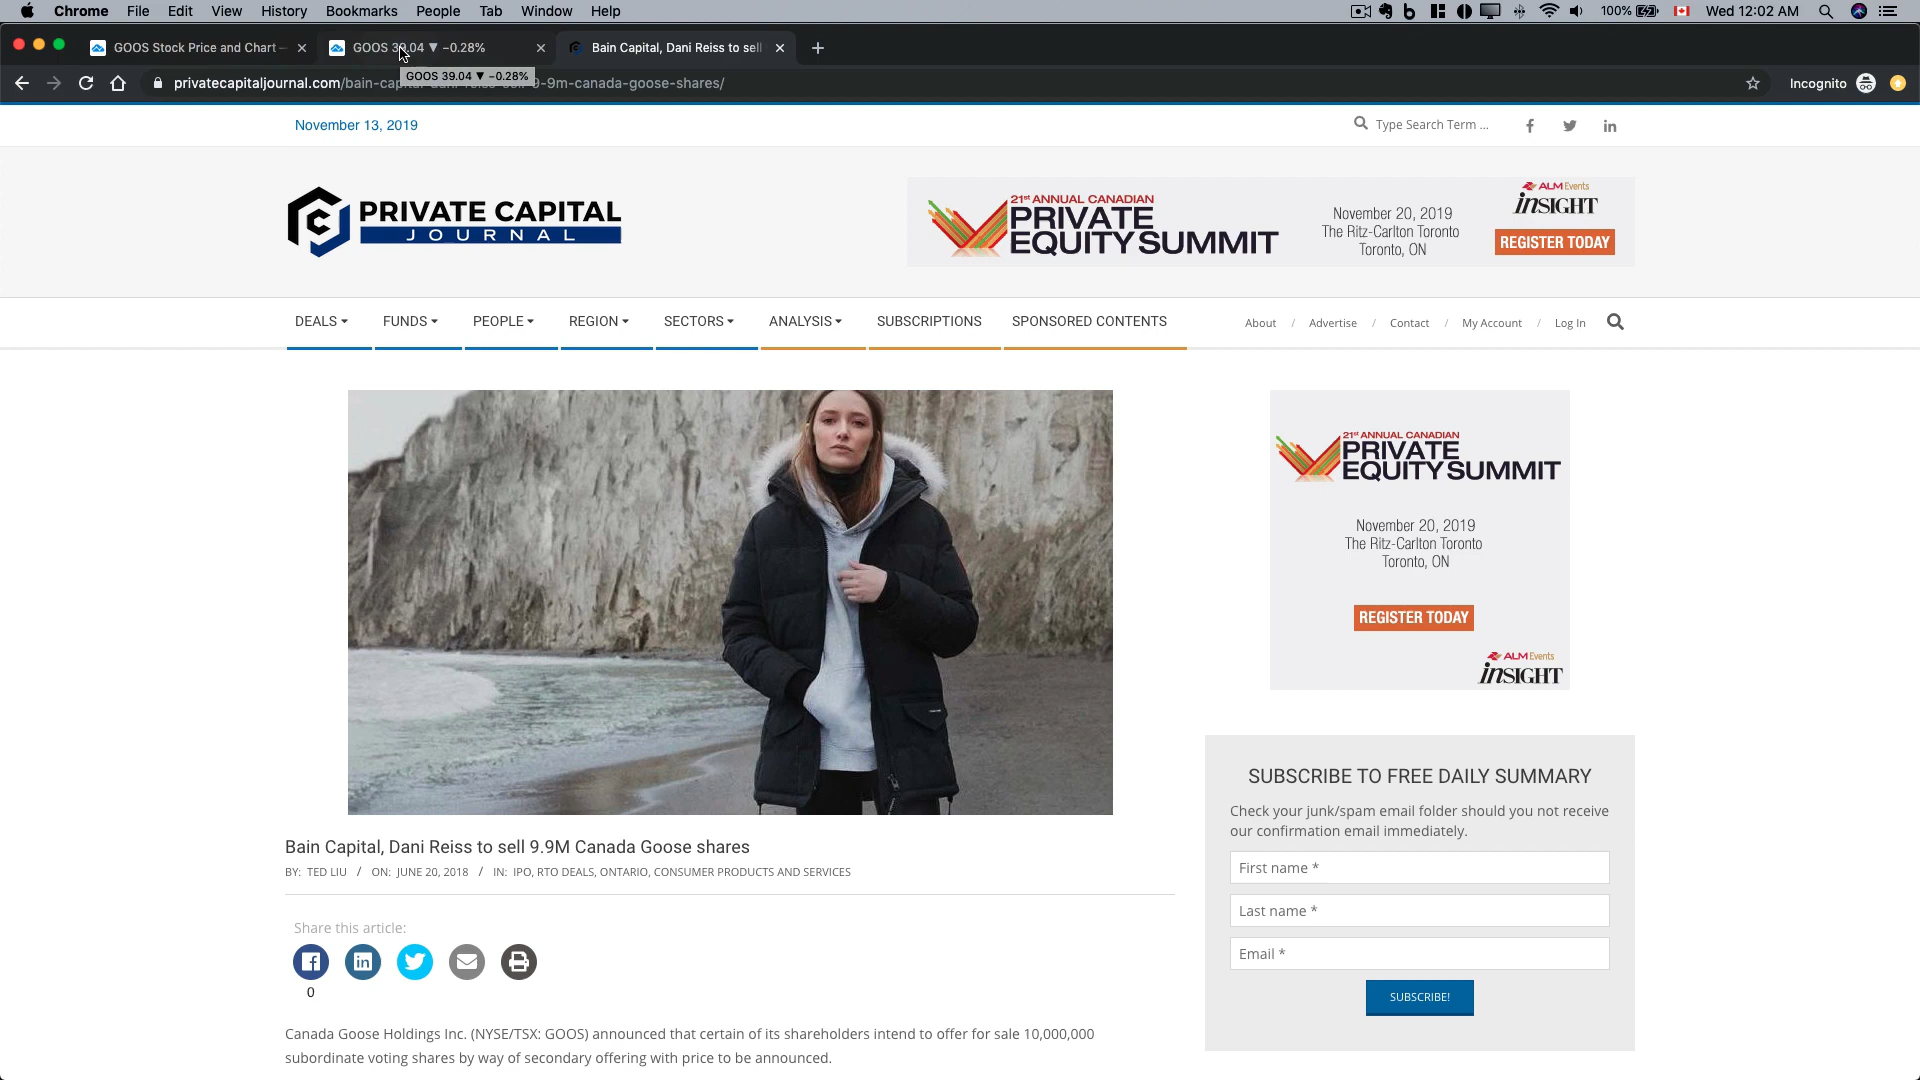 Chrome File Edit View History Bookmarks People Tab Window Help 100% Wed 12:02 AM
GOOS Stock Price and Chart — GOOS 39.04 ▼ −0.28% Bain Capital, Dani Reiss to sell
GOOS 39.04 ▼ −0.28%
privatecapitaljournal.com/bain-capital-dani-reiss-sell-9-9m-canada-goose-shares/ Incognito
November 13, 2019 Type Search Term ...
PRIVATE CAPITAL
JOURNAL
21st ANNUAL CANADIAN
PRIVATE
EQUITY SUMMIT
November 20, 2019
The Ritz-Carlton Toronto
Toronto, ON
ALM Events
inSIGHT
REGISTER TODAY
DEALS FUNDS PEOPLE REGION SECTORS ANALYSIS SUBSCRIPTIONS SPONSORED CONTENTS About / Advertise / Contact / My Account / Log In
21st ANNUAL CANADIAN
PRIVATE
EQUITY SUMMIT
November 20, 2019
The Ritz-Carlton Toronto
Toronto, ON
REGISTER TODAY
ALM Events
inSIGHT
Bain Capital, Dani Reiss to sell 9.9M Canada Goose shares
BY: TED LIU / ON: JUNE 20, 2018 / IN: IPO, RTO DEALS, ONTARIO, CONSUMER PRODUCTS AND SERVICES
Share this article:
0
Canada Goose Holdings Inc. (NYSE/TSX: GOOS) announced that certain of its shareholders intend to offer for sale 10,000,000
subordinate voting shares by way of secondary offering with price to be announced.
SUBSCRIBE TO FREE DAILY SUMMARY
Check your junk/spam email folder should you not receive
our confirmation email immediately.
First name *
Last name *
Email *
SUBSCRIBE!